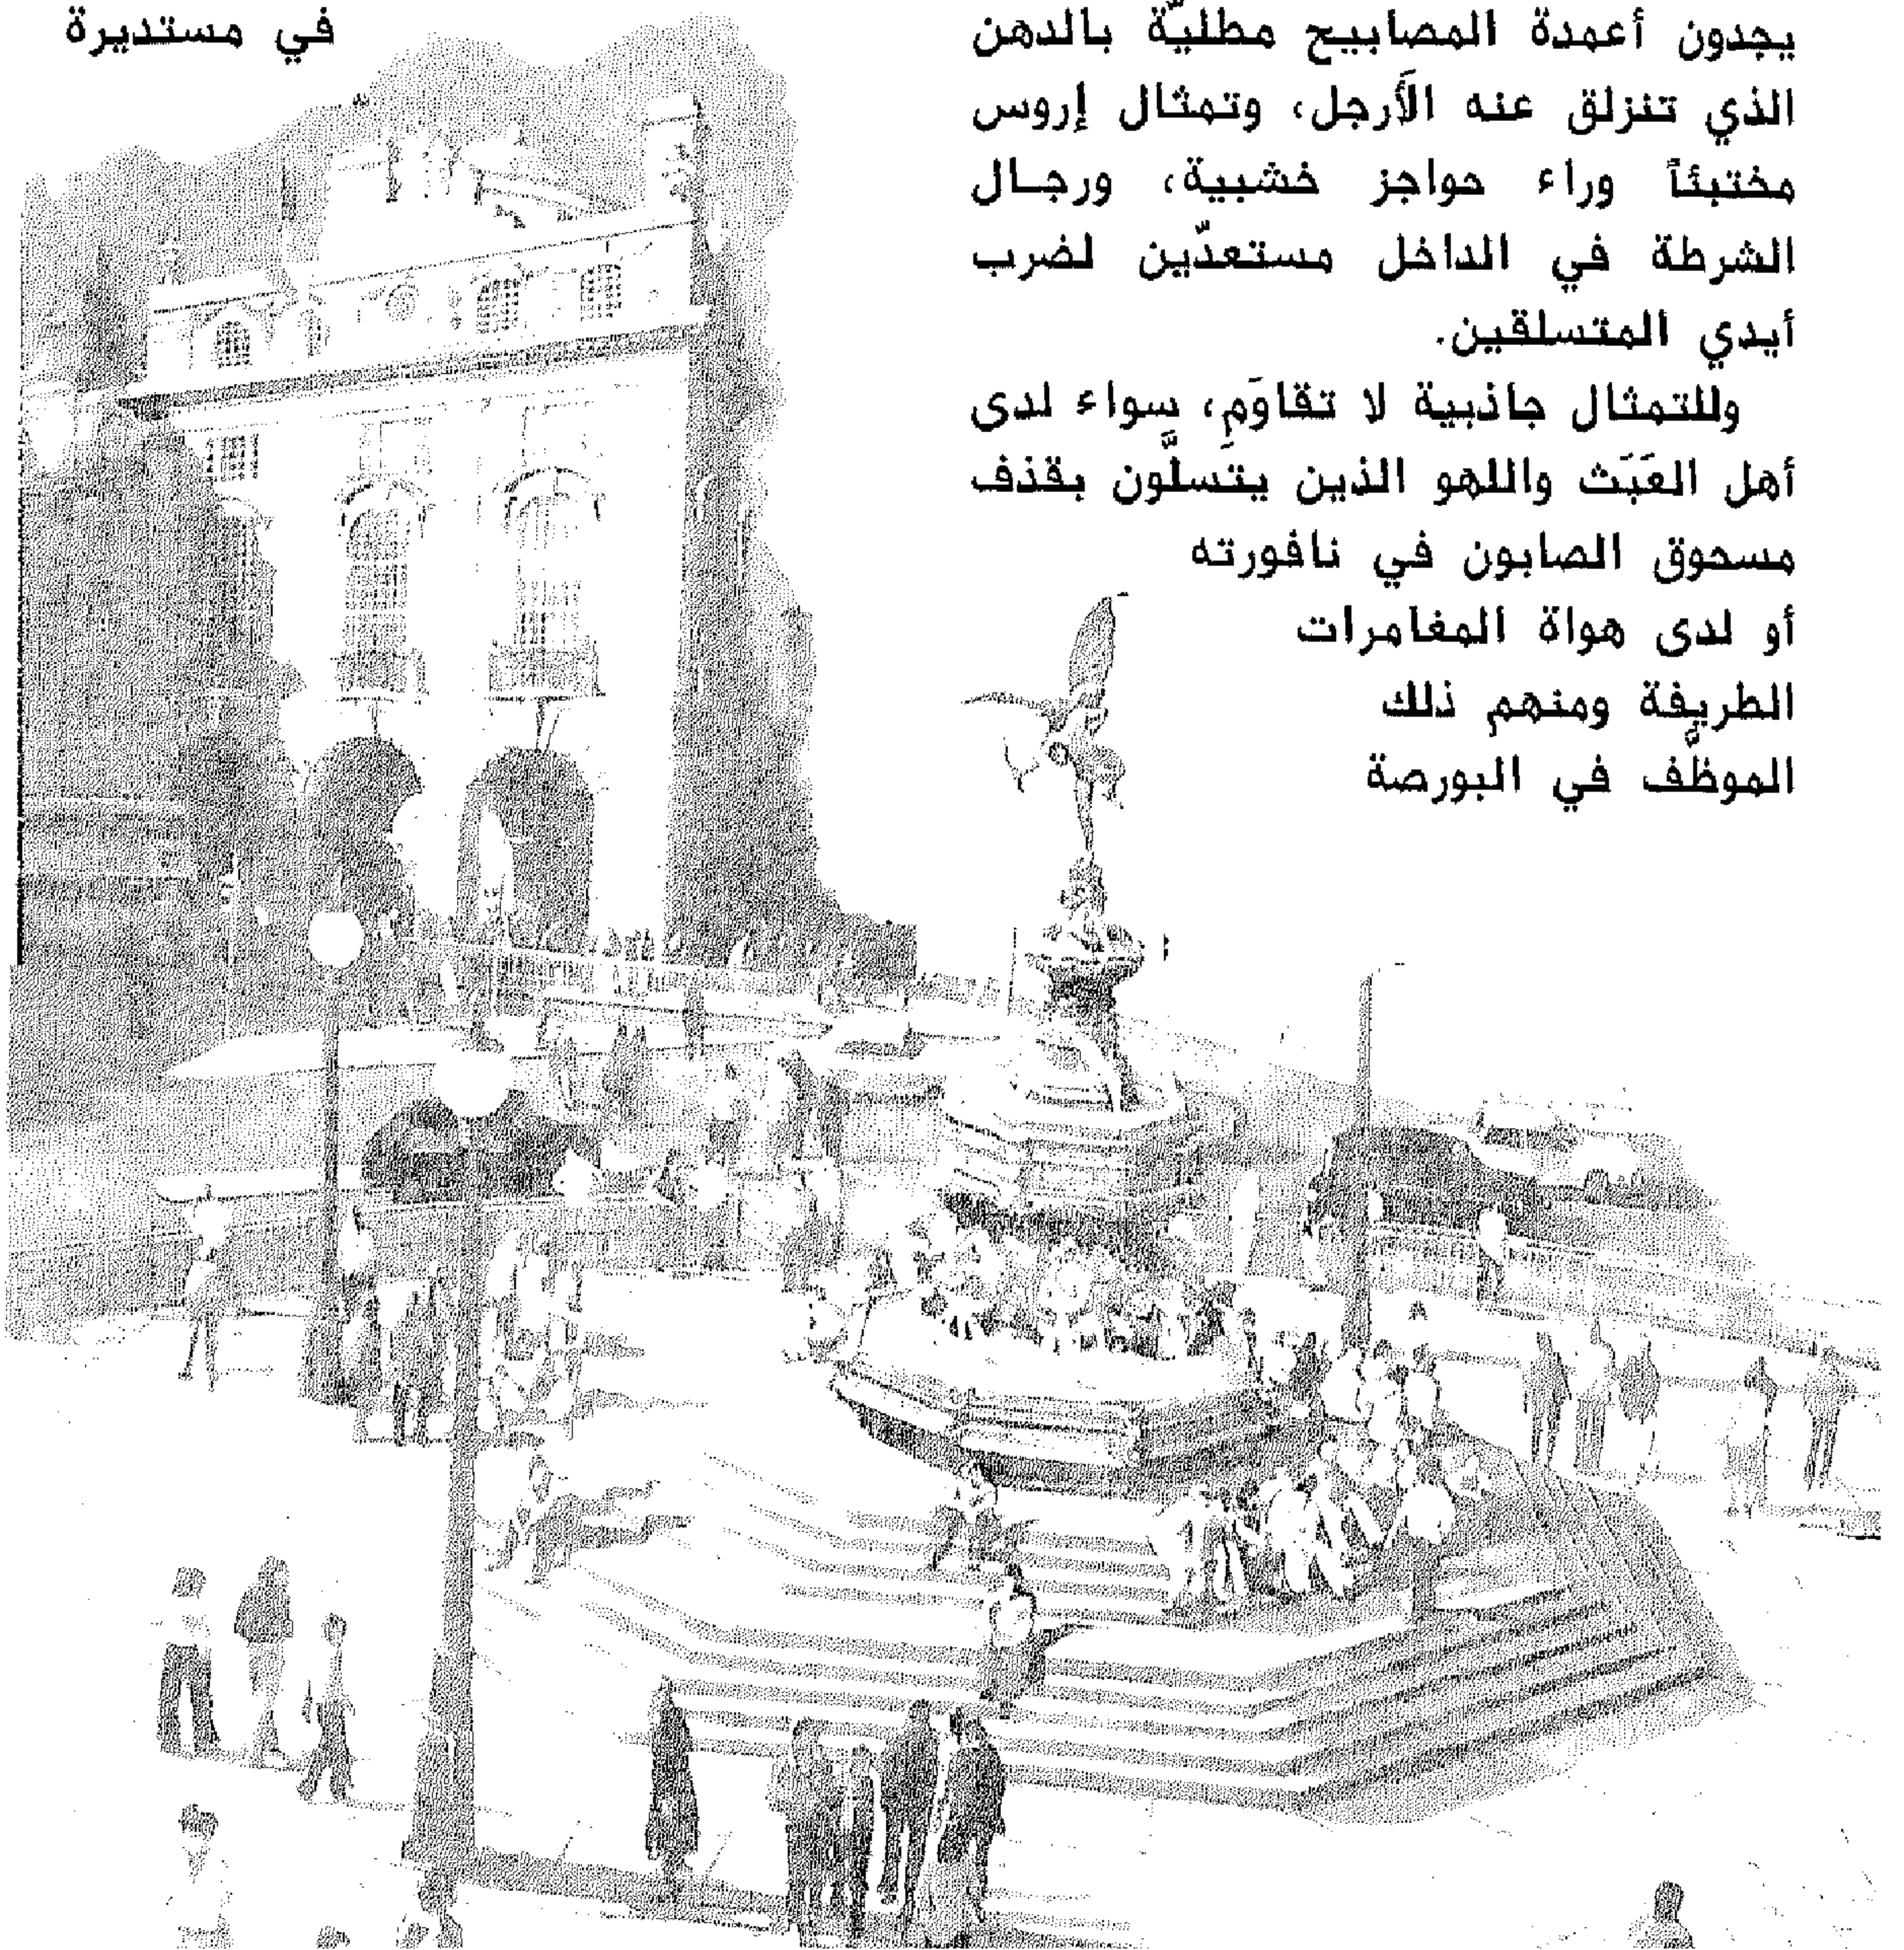 يجدون أعمدة المصابيح مطليّة بالدهن
الذي تنزلق عنه الأَرجل، وتمثال إروس
مختبئاً وراء حواجز خشبية، ورجال
الشرطة في الداخل مستعدّين لضرب
أيدي المتسلقين.
وللتمثال جاذبية لا تقاوَم، سواء لدى
أهل العَبَث واللهو الذين يتسلَّون بقذف
مسحوق الصابون في نافورته
أو لدى هواة المغامرات
الطريفة ومنهم ذلك
الموظَّف في البورصة
في مستديرة